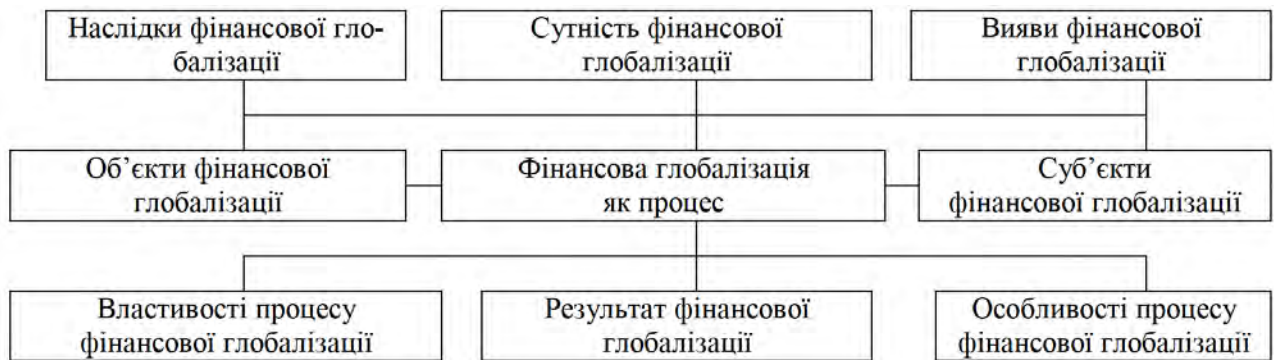 Наслідки фінансової гло-
балізації
Сутність фінансової
глобалізації
Вияви фінансової
глобалізації
Об’єкти фінансової
глобалізації
Фінансова глобалізація
як процес
Суб’єкти
фінансової глобалізації
Властивості процесу
фінансової глобалізації
Результат фінансової
глобалізації
Особливості процесу
фінансової глобалізації